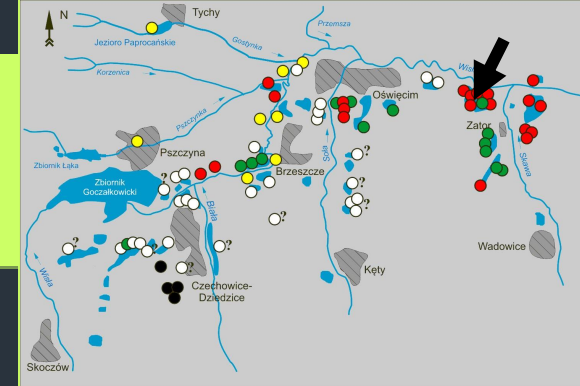 N
Tychy
Jezioro Paprocańskie
Gostynka
Przemsza
Korzenica
Pszczynka
Wis
Oświęcim
Zator
Zbiornik Łąka
Pszczyna
Zbiornik
Goczałkowicki
Brzeszcze
Soła
Skawa
?
?
?
?
?
Biała
?
?
?
?
Wadowice
Kęty
Wisła
Czechowice-
Dziedzice
Skoczów